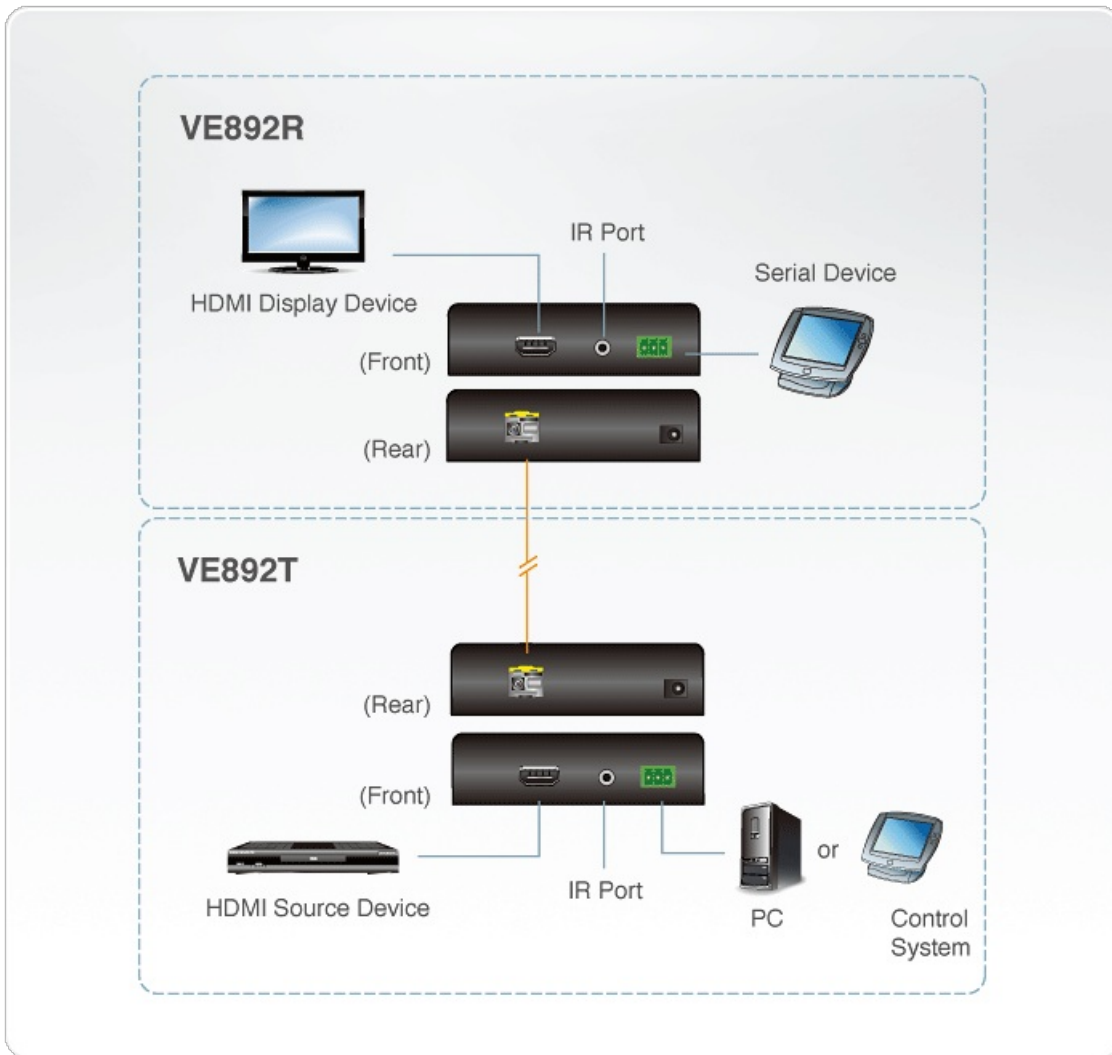 VE892R
IR Port
Serial Device
HDMI Display Device
(Front)
(Rear)
VE892T
(Rear)
(Front)
HDMI Source Device
IR Port
or
PC
Control
System